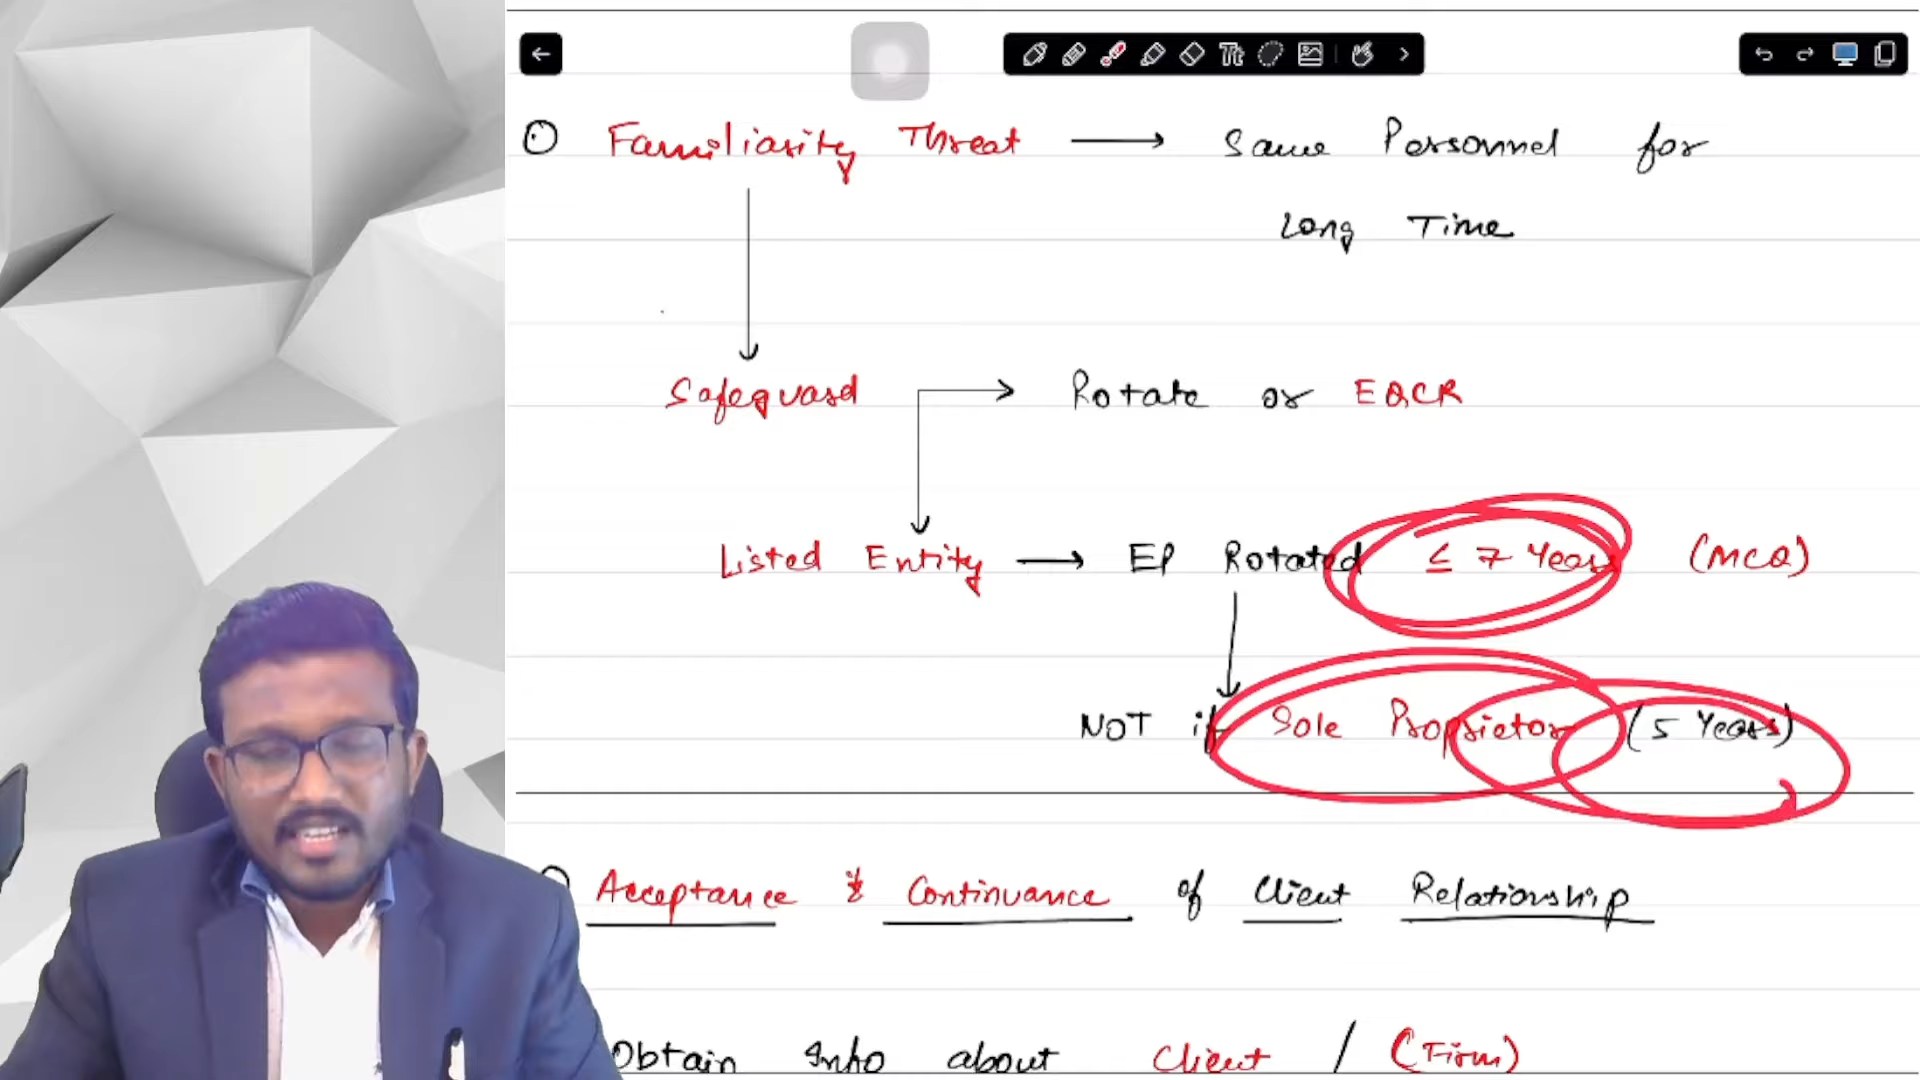 Familiarity Threat → Same Personnel for
Long Time
Safeguard → Rotate or EQCR
Listed Entity → EP Rotated ≤ 7 Years (MCQ)
NOT if Sole Proprietor (5 Years)
Acceptance & Continuance of Client Relationship
Obtain Info about Client / (Firm)